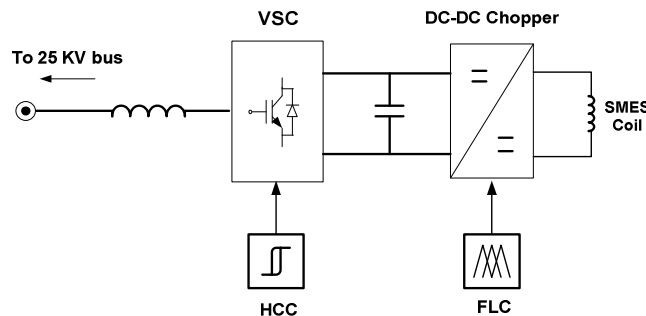 VSC
DC-DC Chopper
To 25 KV bus
SMES
Coil
HCC
FLC